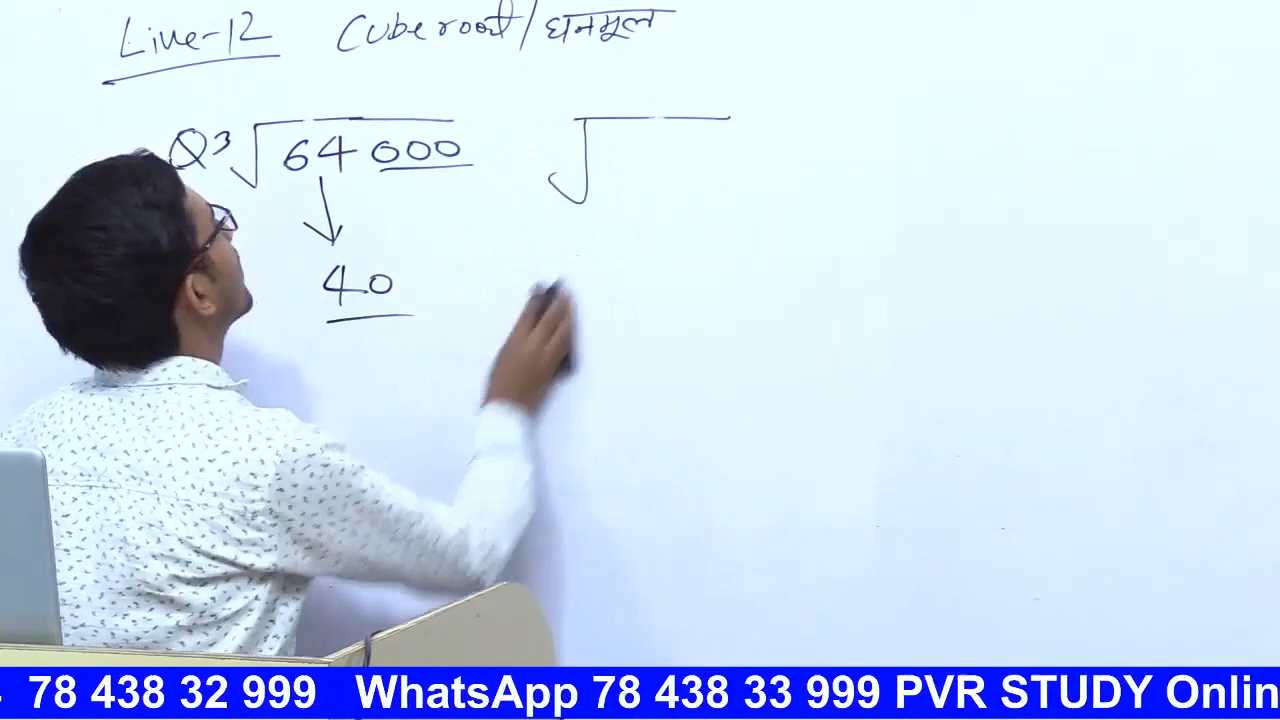 Live-12 Cube root/घनमूल
Q ³√64 000 √
40
78 438 32 999 WhatsApp 78 438 33 999 PVR STUDY Onlin